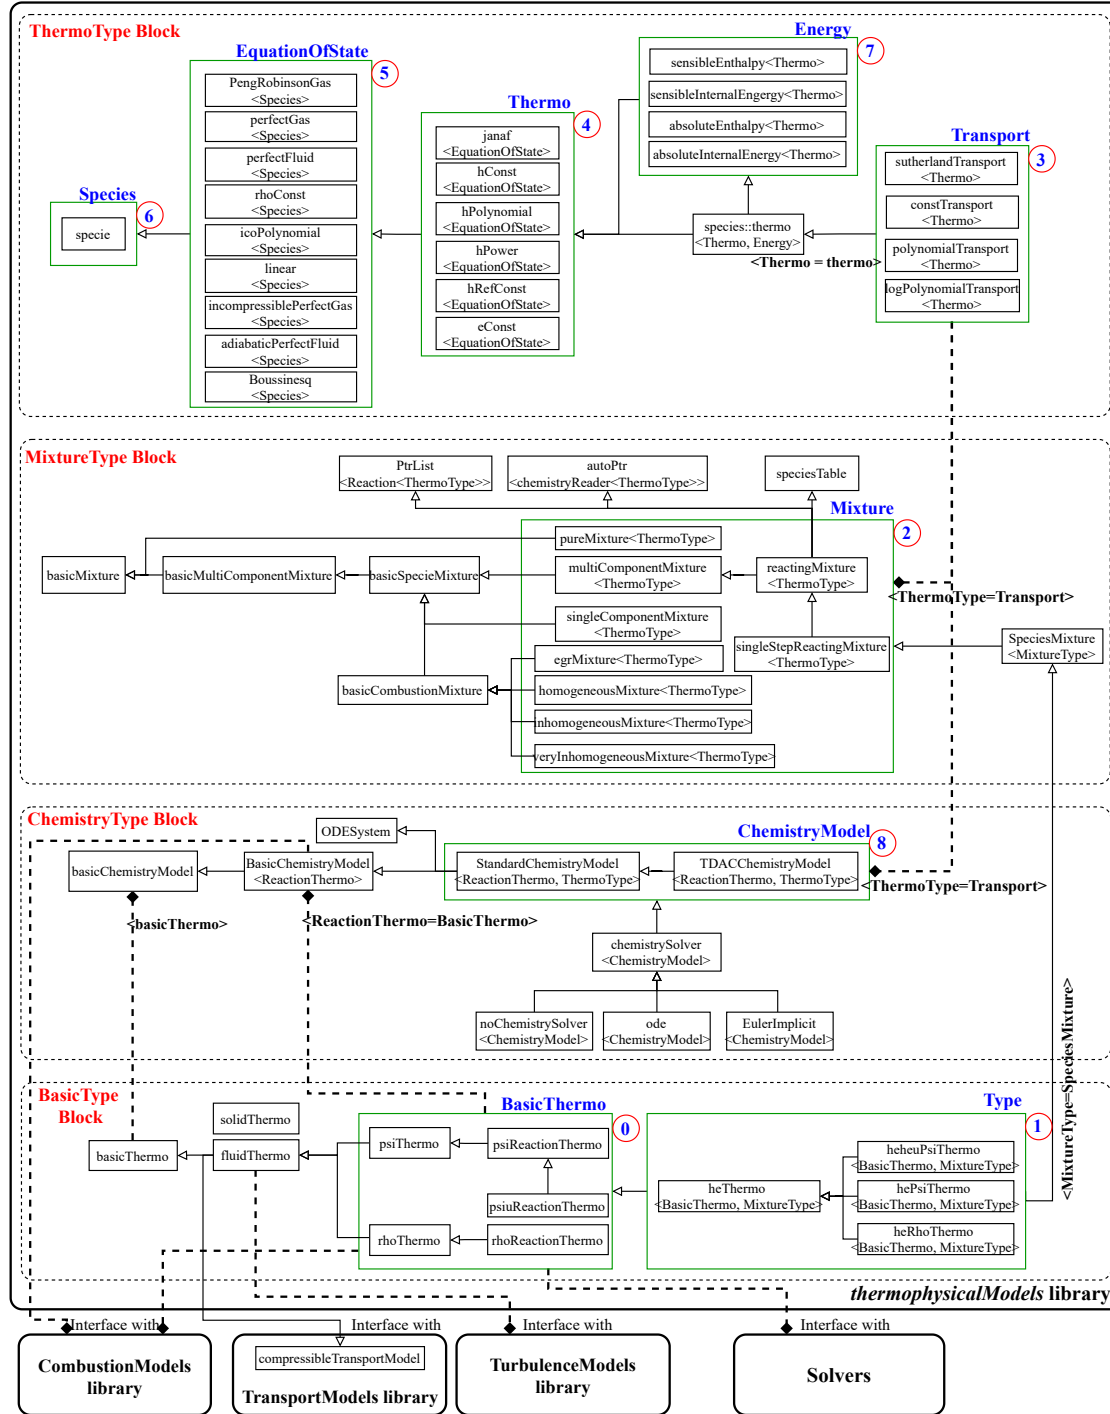 ThermoType Block
EquationOfState
5
PengRobinsonGas
<Species>
perfectGas
<Species>
perfectFluid
<Species>
rhoConst
<Species>
icoPolynomial
<Species>
linear
<Species>
incompressiblePerfectGas
<Species>
adiabaticPerfectFluid
<Species>
Boussinesq
<Species>
Species
6
specie
Thermo
4
janaf
<EquationOfState>
hConst
<EquationOfState>
hPolynomial
<EquationOfState>
hPower
<EquationOfState>
hRefConst
<EquationOfState>
eConst
<EquationOfState>
Energy
7
sensibleEnthalpy<Thermo>
sensibleInternalEngergy<Thermo>
absoluteEnthalpy<Thermo>
absoluteInternalEnergy<Thermo>
species::thermo
<Thermo, Energy>
<Thermo = thermo>
Transport
3
sutherlandTransport
<Thermo>
constTransport
<Thermo>
polynomialTransport
<Thermo>
logPolynomialTransport
<Thermo>
MixtureType Block
PtrList
<Reaction<ThermoType>>
autoPtr
<chemistryReader<ThermoType>>
speciesTable
Mixture
2
pureMixture<ThermoType>
basicMixture
basicMultiComponentMixture
basicSpecieMixture
multiComponentMixture
<ThermoType>
reactingMixture
<ThermoType>
<ThermoType=Transport>
singleComponentMixture
<ThermoType>
singleStepReactingMixture
<ThermoType>
SpeciesMixture
<MixtureType>
egrMixture<ThermoType>
basicCombustionMixture
homogeneousMixture<ThermoType>
inhomogeneousMixture<ThermoType>
veryInhomogeneousMixture<ThermoType>
ChemistryType Block
ODESystem
ChemistryModel
8
basicChemistryModel
BasicChemistryModel
<ReactionThermo>
StandardChemistryModel
<ReactionThermo, ThermoType>
TDACChemistryModel
<ReactionThermo, ThermoType>
<ThermoType=Transport>
<basicThermo>
<ReactionThermo=BasicThermo>
chemistrySolver
<ChemistryModel>
noChemistrySolver
<ChemistryModel>
ode
<ChemistryModel>
EulerImplicit
<ChemistryModel>
<MixtureType=SpeciesMixture>
BasicType
Block
BasicThermo
0
Type
1
solidThermo
basicThermo
fluidThermo
psiThermo
psiReactionThermo
psiuReactionThermo
rhoThermo
rhoReactionThermo
heThermo
<BasicThermo, MixtureType>
heheuPsiThermo
<BasicThermo, MixtureType>
hePsiThermo
<BasicThermo, MixtureType>
heRhoThermo
<BasicThermo, MixtureType>
thermophysicalModels library
Interface with
Interface with
Interface with
Interface with
CombustionModels
library
compressibleTransportModel
TransportModels library
TurbulenceModels
library
Solvers